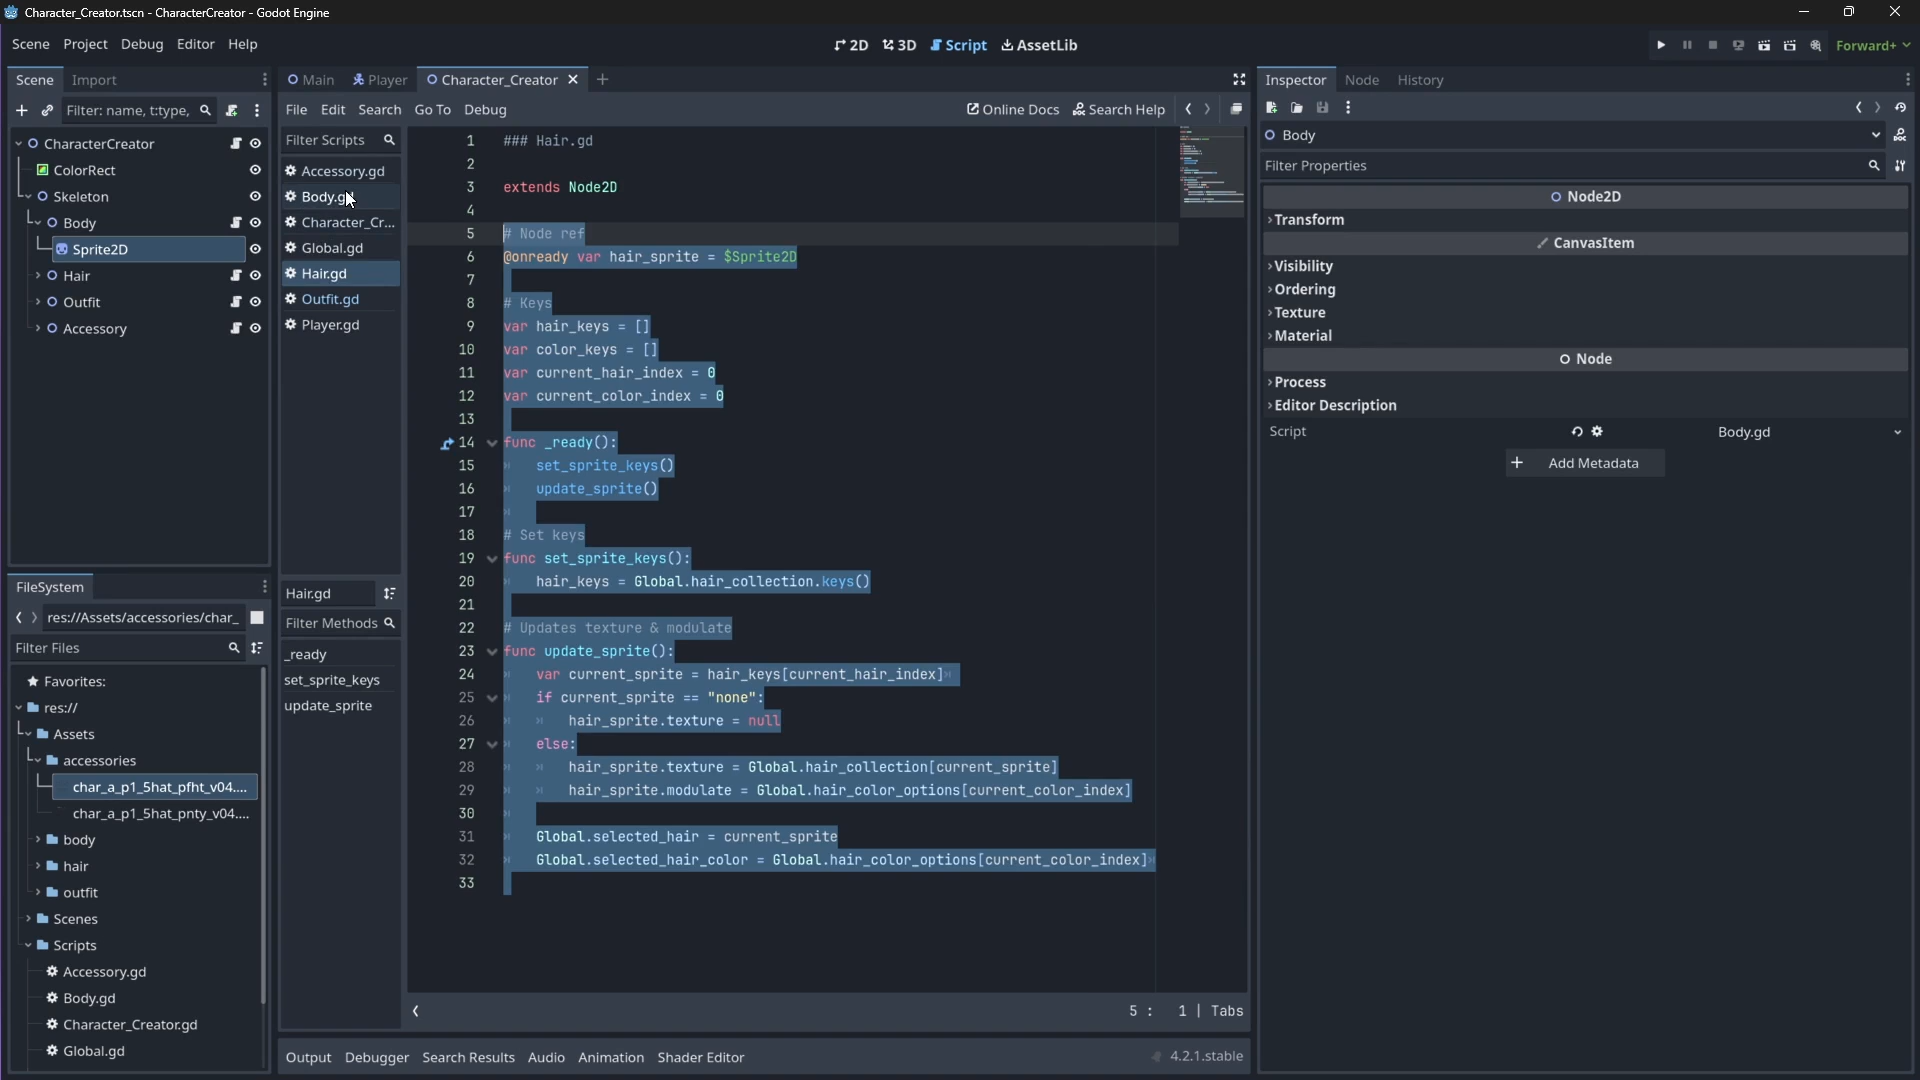 Character_Creator.tscn - CharacterCreator - Godot Engine
Scene Project Debug Editor Help
2D 3D Script AssetLib
Forward+
Scene Import
Filter: name, t:type,
CharacterCreator
ColorRect
Skeleton
Body
Sprite2D
Hair
Outfit
Accessory
FileSystem
res://Assets/accessories/char_
Filter Files
Favorites:
res://
Assets
accessories
char_a_p1_5hat_pfht_v04....
char_a_p1_5hat_pnty_v04....
body
hair
outfit
Scenes
Scripts
Accessory.gd
Body.gd
Character_Creator.gd
Global.gd
Main Player Character_Creator
File Edit Search Go To Debug
Online Docs Search Help
Filter Scripts
Accessory.gd
Body.gd
Character_Cr...
Global.gd
Hair.gd
Outfit.gd
Player.gd
Hair.gd
Filter Methods
_ready
set_sprite_keys
update_sprite
1 ### Hair.gd
2
3 extends Node2D
4
5 # Node ref
6 @onready var hair_sprite = $Sprite2D
7
8 # Keys
9 var hair_keys = []
10 var color_keys = []
11 var current_hair_index = 0
12 var current_color_index = 0
13
14 func _ready():
15 set_sprite_keys()
16 update_sprite()
17
18 # Set keys
19 func set_sprite_keys():
20 hair_keys = Global.hair_collection.keys()
21
22 # Updates texture & modulate
23 func update_sprite():
24 var current_sprite = hair_keys[current_hair_index]
25 if current_sprite == "none":
26 hair_sprite.texture = null
27 else:
28 hair_sprite.texture = Global.hair_collection[current_sprite]
29 hair_sprite.modulate = Global.hair_color_options[current_color_index]
30
31 Global.selected_hair = current_sprite
32 Global.selected_hair_color = Global.hair_color_options[current_color_index]
33
5 : 1 | Tabs
Output Debugger Search Results Audio Animation Shader Editor
4.2.1.stable
Inspector Node History
Body
Filter Properties
Node2D
Transform
CanvasItem
Visibility
Ordering
Texture
Material
Node
Process
Editor Description
Script Body.gd
Add Metadata